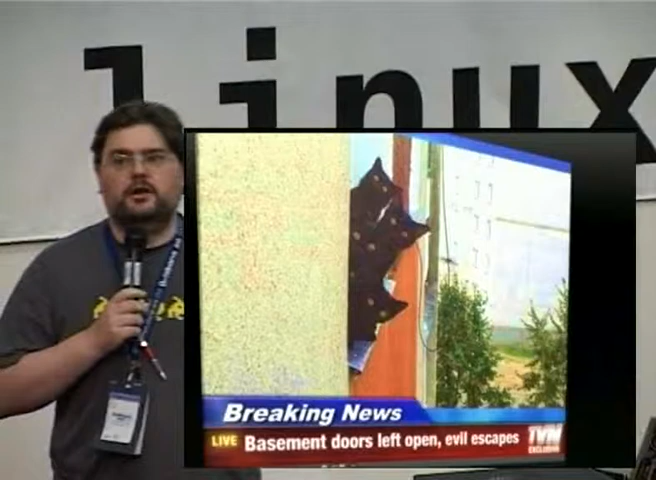 linux
Breaking News
LIVE Basement doors left open, evil escapes
TVN
EXCLUSIVE